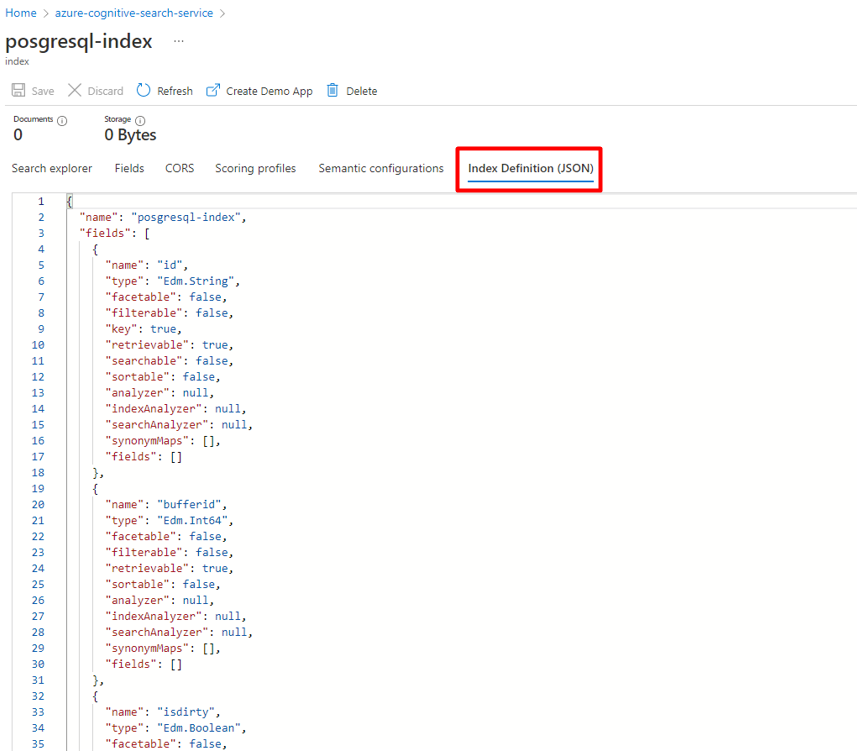 Home > azure-cognitive-search-service >
posgresql-index ...
index
Save Discard Refresh Create Demo App Delete
Documents Storage
0 0 Bytes
Search explorer Fields CORS Scoring profiles Semantic configurations Index Definition (JSON)
1 {
2 "name": "posgresql-index",
3 "fields": [
4 {
5 "name": "id",
6 "type": "Edm.String",
7 "facetable": false,
8 "filterable": false,
9 "key": true,
10 "retrievable": true,
11 "searchable": false,
12 "sortable": false,
13 "analyzer": null,
14 "indexAnalyzer": null,
15 "searchAnalyzer": null,
16 "synonymMaps": [],
17 "fields": []
18 },
19 {
20 "name": "bufferid",
21 "type": "Edm.Int64",
22 "facetable": false,
23 "filterable": false,
24 "retrievable": true,
25 "sortable": false,
26 "analyzer": null,
27 "indexAnalyzer": null,
28 "searchAnalyzer": null,
29 "synonymMaps": [],
30 "fields": []
31 },
32 {
33 "name": "isdirty",
34 "type": "Edm.Boolean",
35 "facetable": false,